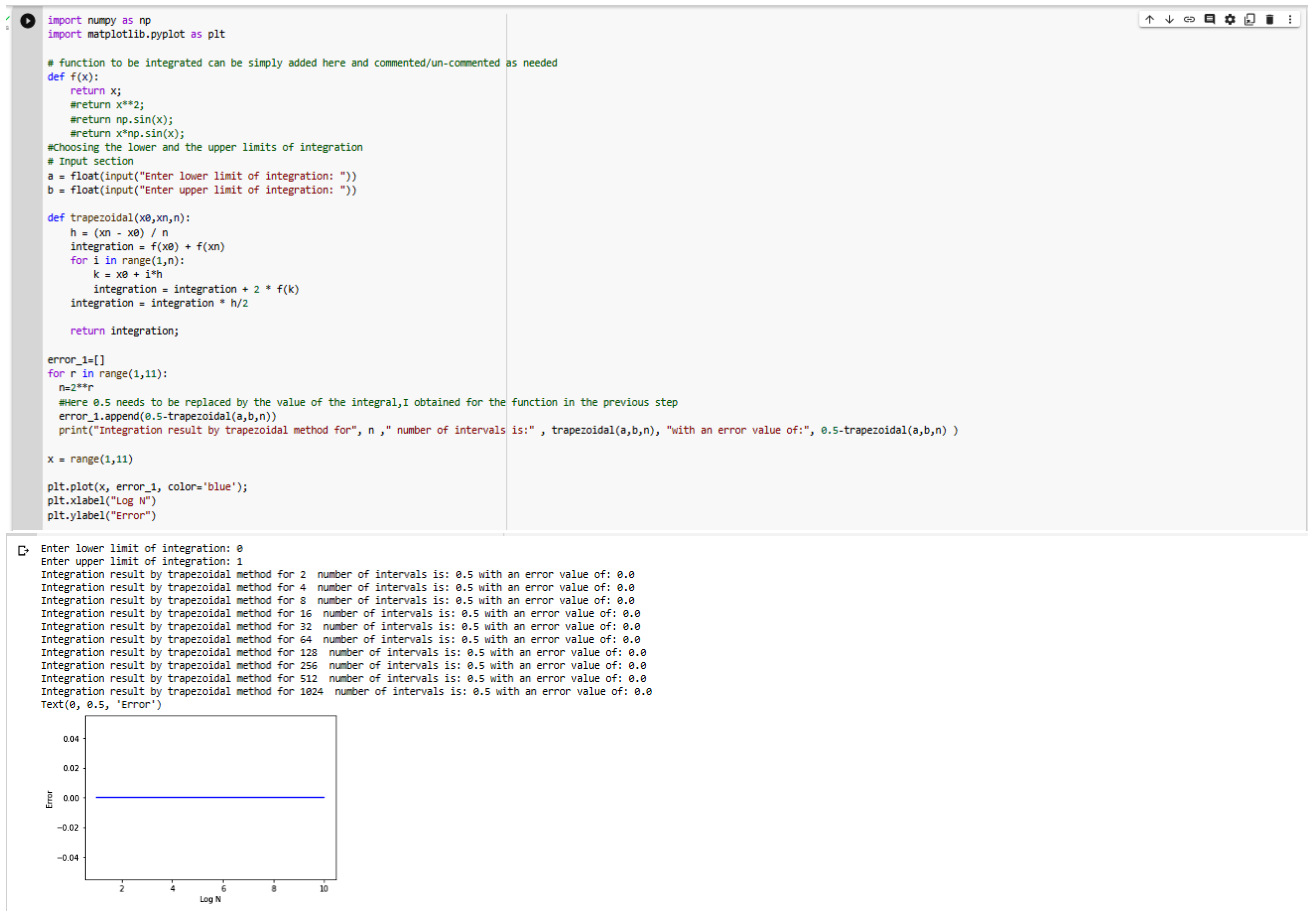 import numpy as np
import matplotlib.pyplot as plt
# function to be integrated can be simply added here and commented/un-commented as needed
def f(x):
    return x;
    #return x**2;
    #return np.sin(x);
    #return x*np.sin(x);
#Choosing the lower and the upper limits of integration
# Input section
a = float(input("Enter lower limit of integration: "))
b = float(input("Enter upper limit of integration: "))
def trapezoidal(x0,xn,n):
    h = (xn - x0) / n
    integration = f(x0) + f(xn)
    for i in range(1,n):
        k = x0 + i*h
        integration = integration + 2 * f(k)
    integration = integration * h/2
    return integration;
error_1=[]
for r in range(1,11):
  n=2**r
  #Here 0.5 needs to be replaced by the value of the integral,I obtained for the function in the previous step
  error_1.append(0.5-trapezoidal(a,b,n))
  print("Integration result by trapezoidal method for", n ," number of intervals is:" , trapezoidal(a,b,n), "with an error value of:", 0.5-trapezoidal(a,b,n) )
x = range(1,11)
plt.plot(x, error_1, color='blue');
plt.xlabel("Log N")
plt.ylabel("Error")
Enter lower limit of integration: 0
Enter upper limit of integration: 1
Integration result by trapezoidal method for 2  number of intervals is: 0.5 with an error value of: 0.0
Integration result by trapezoidal method for 4  number of intervals is: 0.5 with an error value of: 0.0
Integration result by trapezoidal method for 8  number of intervals is: 0.5 with an error value of: 0.0
Integration result by trapezoidal method for 16  number of intervals is: 0.5 with an error value of: 0.0
Integration result by trapezoidal method for 32  number of intervals is: 0.5 with an error value of: 0.0
Integration result by trapezoidal method for 64  number of intervals is: 0.5 with an error value of: 0.0
Integration result by trapezoidal method for 128  number of intervals is: 0.5 with an error value of: 0.0
Integration result by trapezoidal method for 256  number of intervals is: 0.5 with an error value of: 0.0
Integration result by trapezoidal method for 512  number of intervals is: 0.5 with an error value of: 0.0
Integration result by trapezoidal method for 1024  number of intervals is: 0.5 with an error value of: 0.0
Text(0, 0.5, 'Error')
0.04
0.02
0.00
−0.02
−0.04
Error
2 4 6 8 10
Log N